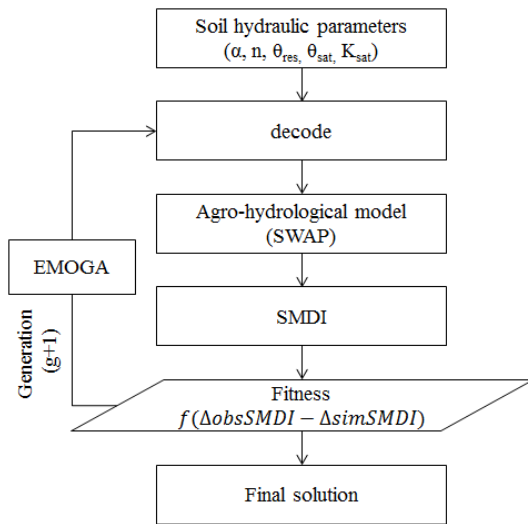 Soil hydraulic parameters
(α, n, θres, θsat, Ksat)
decode
Agro-hydrological model
(SWAP)
EMOGA
SMDI
Generation
(g+1)
Fitness
f(ΔobsSMDI − ΔsimSMDI)
Final solution